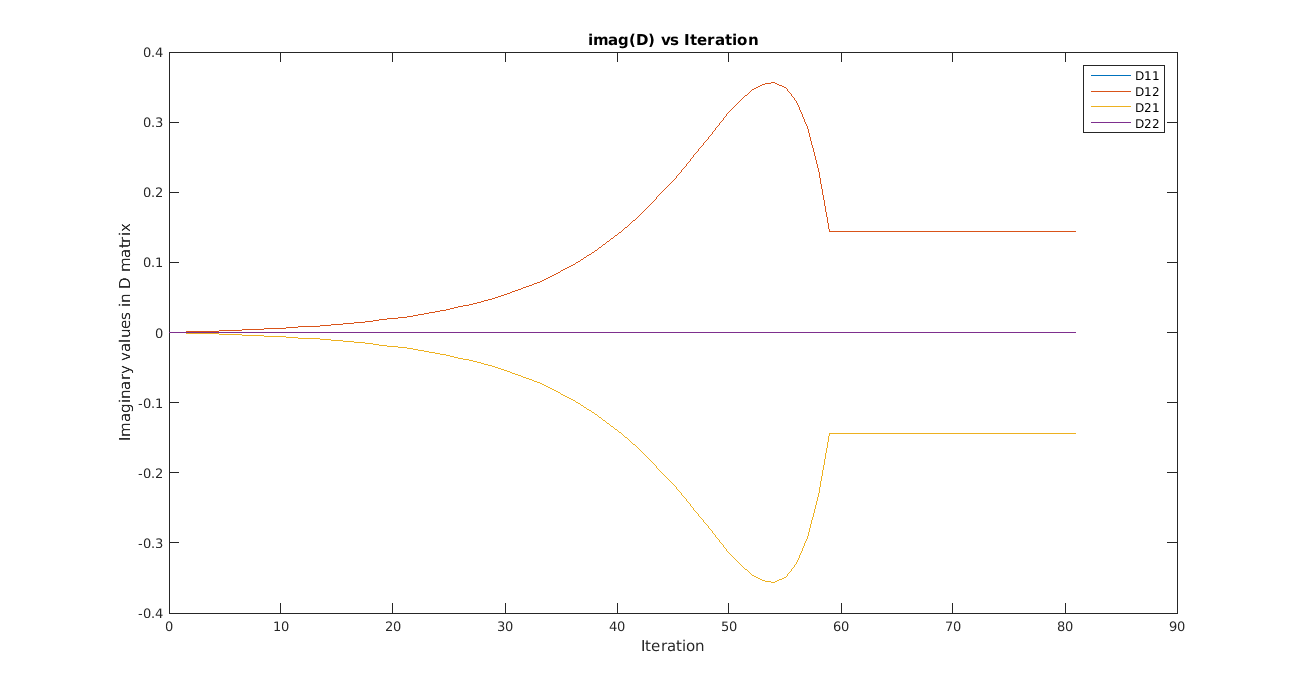 imag(D) vs Iteration
0.4
0.3
0.2
0.1
0
-0.1
-0.2
-0.3
-0.4
Imaginary values in D matrix
D11
D12
D21
D22
0 10 20 30 40 50 60 70 80 90
Iteration